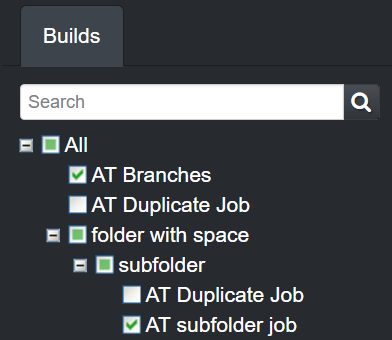 Builds
Search
All
AT Branches
AT Duplicate Job
folder with space
subfolder
AT Duplicate Job
AT subfolder job